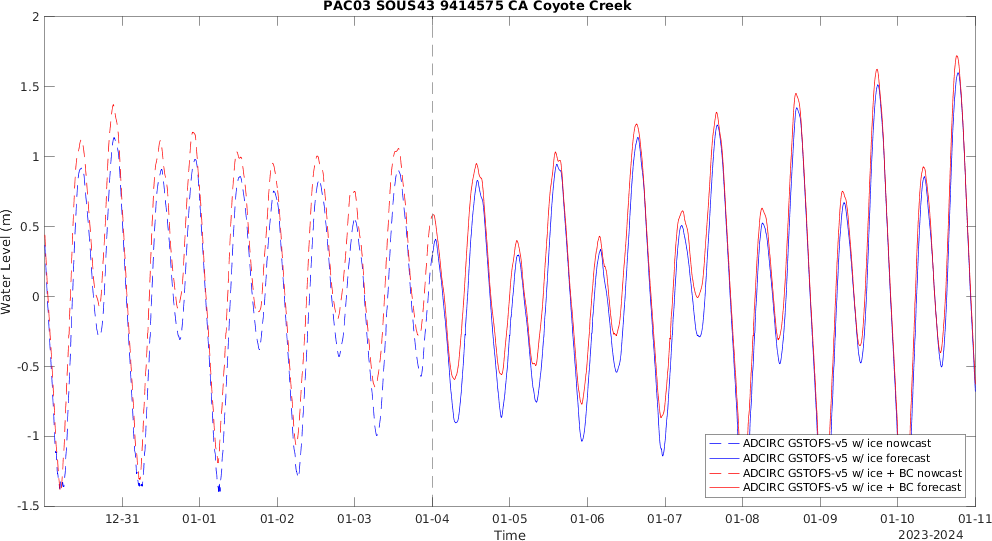 PAC03 SOUS43 9414575 CA Coyote Creek
2
1.5
1
0.5
0
-0.5
-1
-1.5
Water Level (m)
12-31 01-01 01-02 01-03 01-04 01-05 01-06 01-07 01-08 01-09 01-10 01-11
Time
2023-2024
ADCIRC GSTOFS-v5 w/ ice nowcast
ADCIRC GSTOFS-v5 w/ ice forecast
ADCIRC GSTOFS-v5 w/ ice + BC nowcast
ADCIRC GSTOFS-v5 w/ ice + BC forecast